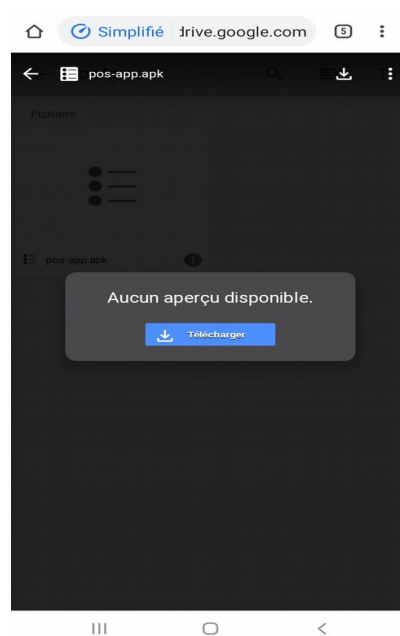 Simplifié drive.google.com 5
pos-app.apk
Fichiers
pos-app.apk
Aucun aperçu disponible.
Télécharger